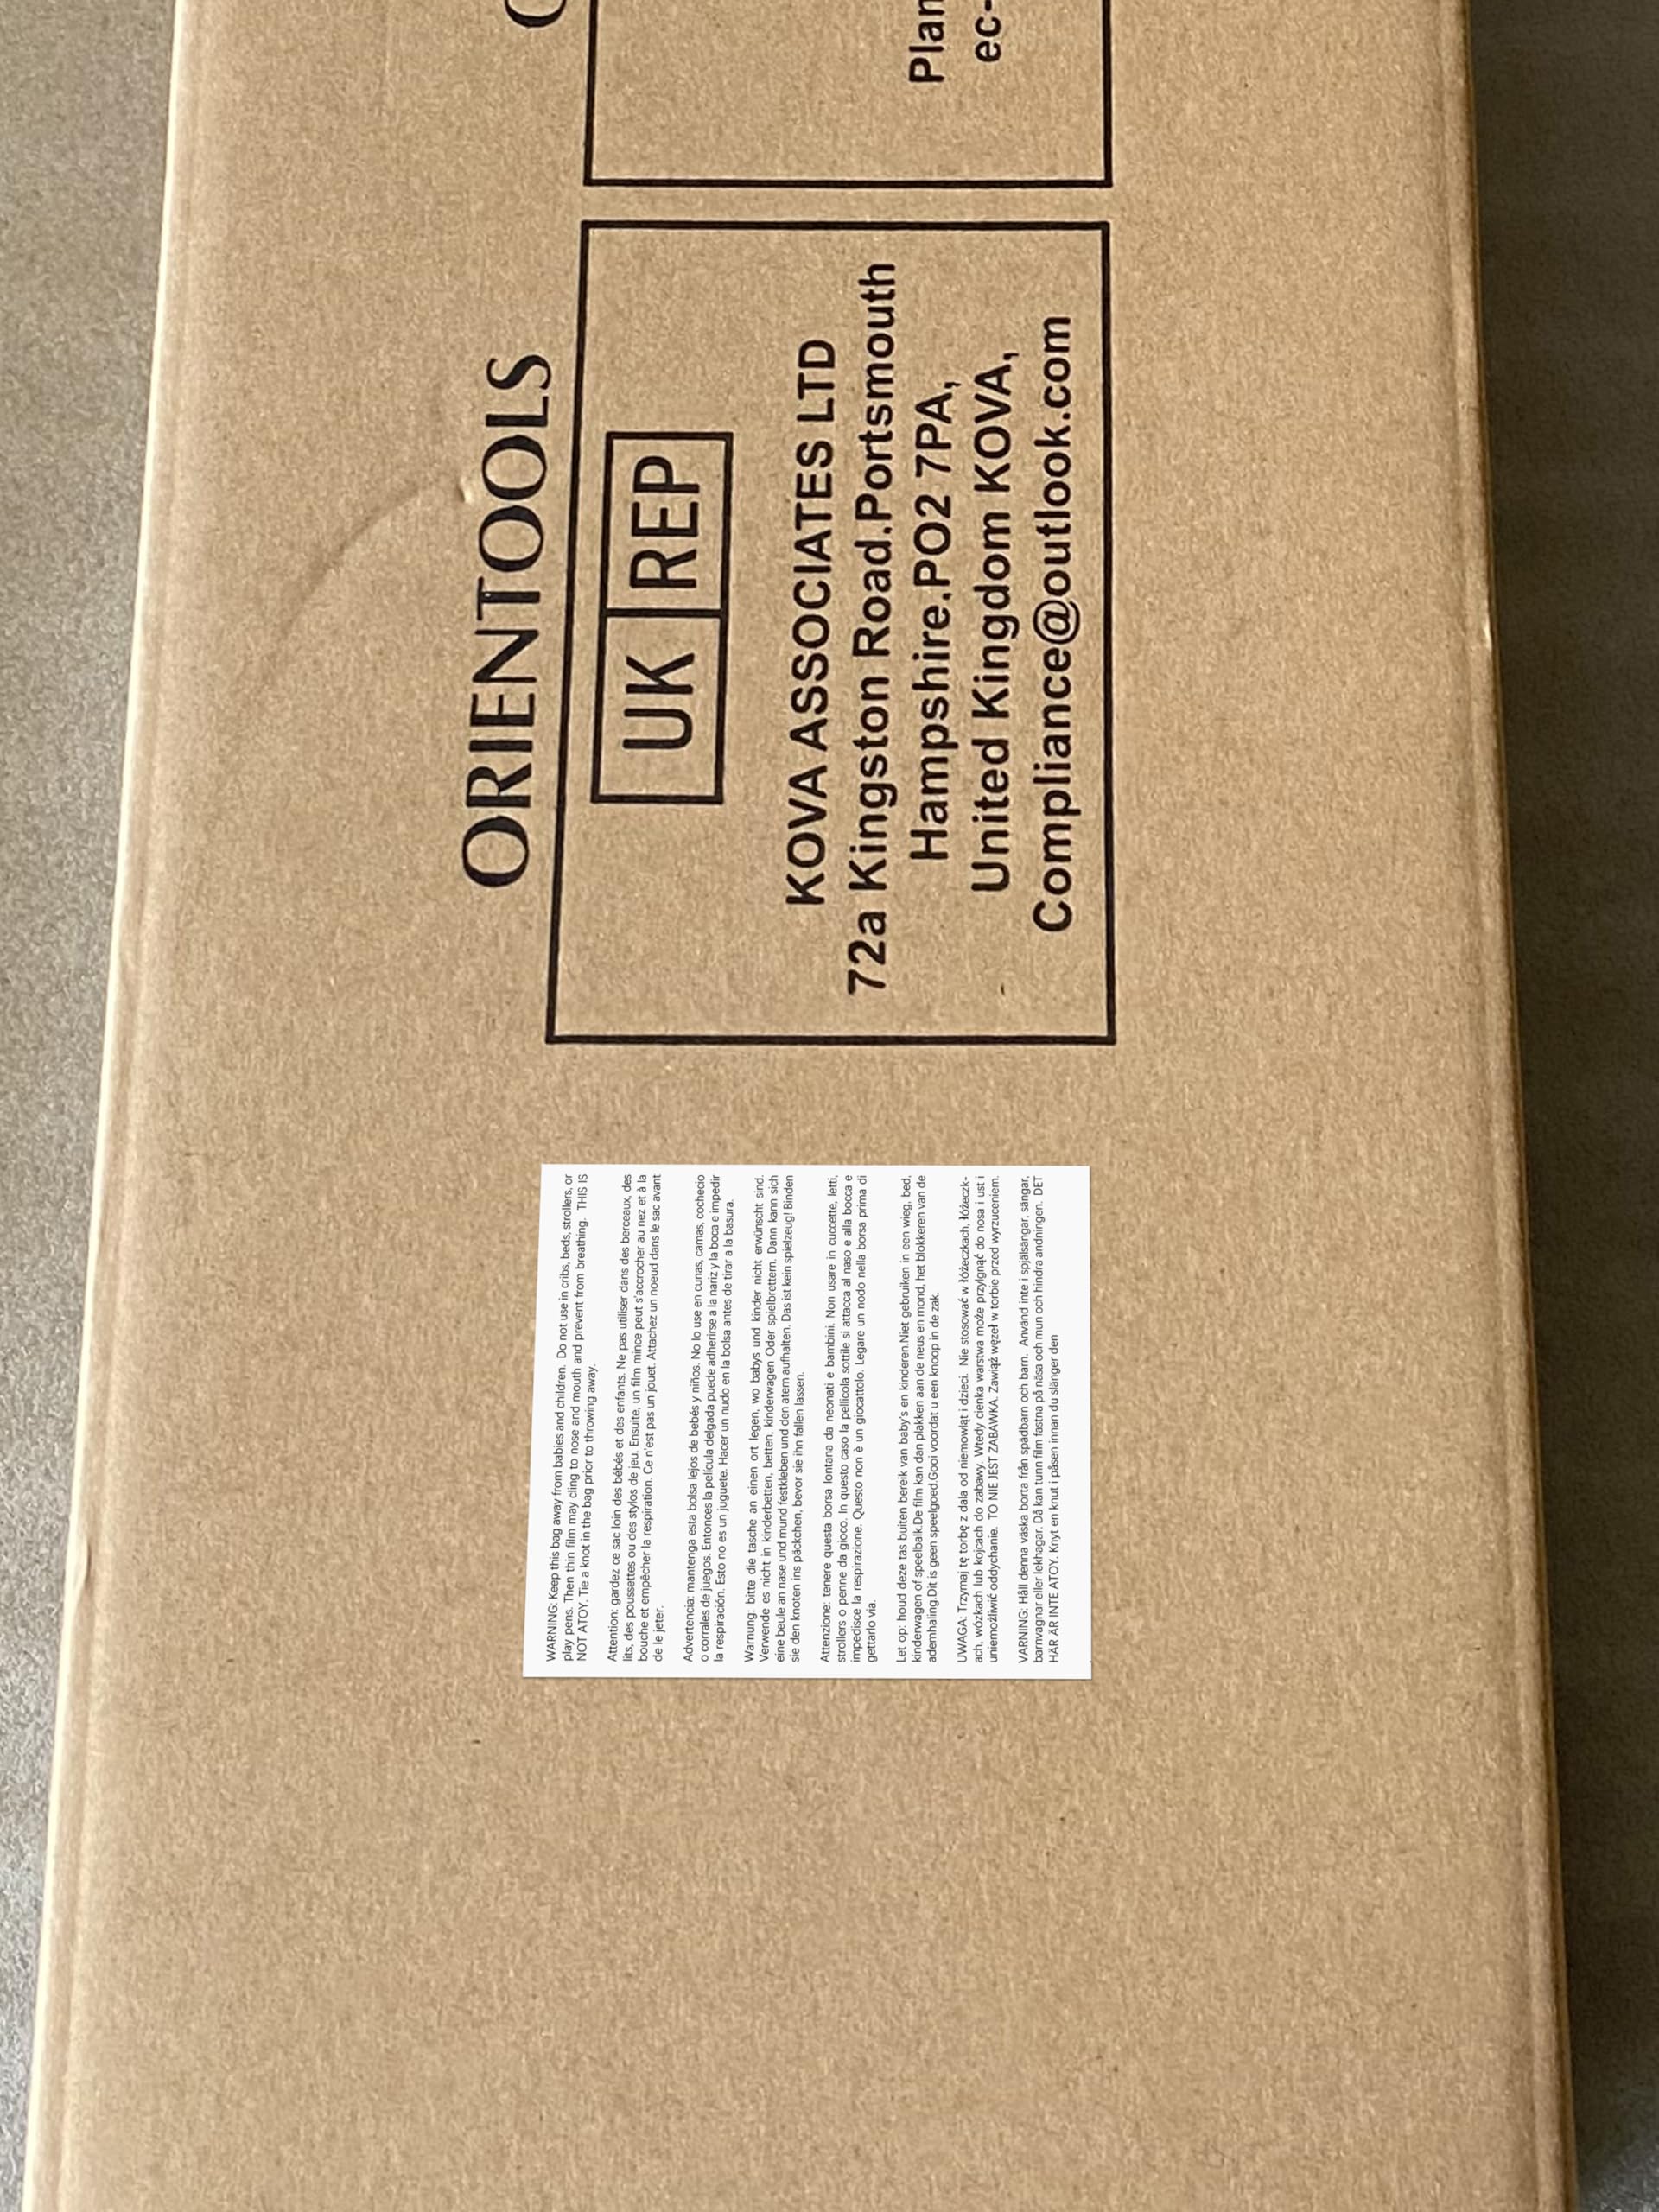 ORIENTOOLS
UK REP
KOVA ASSOCIATES LTD
72a Kingston Road.Portsmouth
Hampshire.PO2 7PA,
United Kingdom KOVA,
Compliance@outlook.com
Plan
ec-
WARNING: Keep this bag away from babies and children. Do not use in cribs, beds, strollers, or
play pens. Then thin film may cling to nose and mouth and prevent from breathing. THIS IS
NOT ATOY. Tie a knot in the bag prior to throwing away.
Attention: gardez ce sac loin des bébés et des enfants. Ne pas utiliser dans des berceaux, des
lits, des poussettes ou des stylos de jeu. Ensuite, un film mince peut s'accrocher au nez et à la
bouche et empêcher la respiration. Ce n'est pas un jouet. Attachez un noeud dans le sac avant
de le jeter.
Advertencia: mantenga esta bolsa lejos de bebés y niños. No lo use en cunas, camas, cochecio
o corrales de juegos. Entonces la película delgada puede adherirse a la nariz y la boca e impedir
la respiración. Esto no es un juguete. Hacer un nudo en la bolsa antes de tirar a la basura.
Warnung: bitte die tasche an einen ort legen, wo babys und kinder nicht erwünscht sind.
Verwende es nicht in kinderbetten, betten, kinderwagen Oder spielbrettern. Dann kann sich
eine beule an nase und mund festkleben und den atem aufhalten. Das ist kein spielzeug! Binden
sie den knoten ins päckchen, bevor sie ihn fallen lassen.
Attenzione: tenere questa borsa lontana da neonati e bambini. Non usare in cuccette, letti,
strollers o penne da gioco. In questo caso la pellicola sottile si attacca al naso e alla bocca e
impedisce la respirazione. Questo non è un giocattolo. Legare un nodo nella borsa prima di
gettarlo via.
Let op: houd deze tas buiten bereik van baby's en kinderen.Niet gebruiken in een wieg, bed,
kinderwagen of speelbalk.De film kan dan plakken aan de neus en mond, het blokkeren van de
ademhaling.Dit is geen speelgoed.Gooi voordat u een knoop in de zak.
UWAGA: Trzymaj tę torbę z dala od niemowląt i dzieci. Nie stosować w łóżeczkach, łóżeczk-
ach, wózkach lub kojcach do zabawy. Wtedy cienka warstwa może przylgnąć do nosa i ust i
uniemożliwić oddychanie. TO NIE JEST ZABAWKA. Zawiąż węzeł w torbie przed wyrzuceniem.
VARNING: Håll denna väska borta från spädbarn och barn. Använd inte i spjälsängar, sängar,
barnvagnar eller lekhagar. Då kan tunn film fastna på näsa och mun och hindra andningen. DET
HÄR ÄR INTE ATOY. Knyt en knut i påsen innan du slänger den